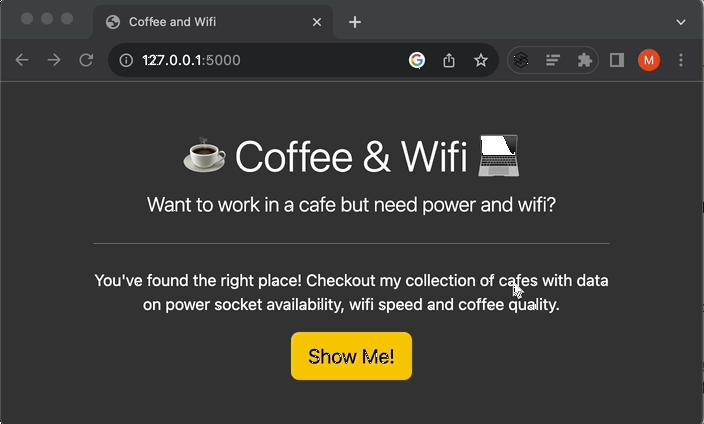 Coffee and Wifi
127.0.0.1:5000
M
☕ Coffee & Wifi 💻
Want to work in a cafe but need power and wifi?
You've found the right place! Checkout my collection of cafes with data
on power socket availability, wifi speed and coffee quality.
Show Me!